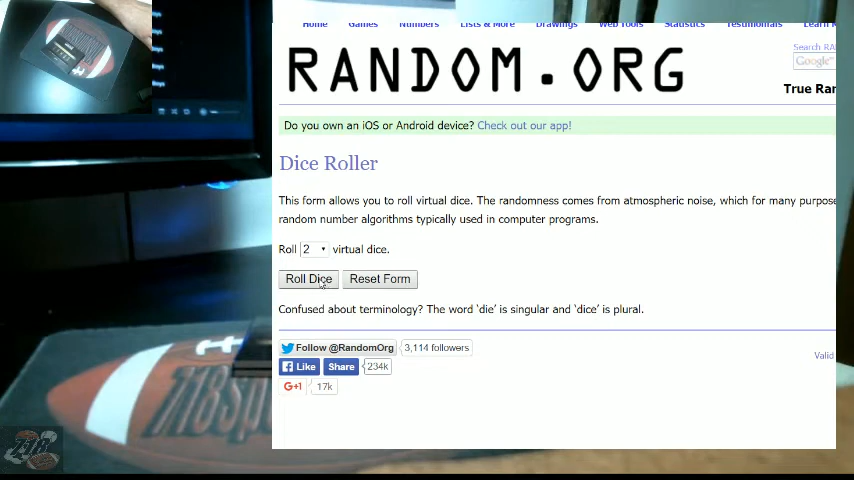 Home Games Numbers Lists & More Drawings Web Tools Statistics Testimonials Learn
RANDOM.ORG
Search RA
Google™
True Ran
Do you own an iOS or Android device? Check out our app!
Dice Roller
This form allows you to roll virtual dice. The randomness comes from atmospheric noise, which for many purpose
random number algorithms typically used in computer programs.
Roll 2 virtual dice.
Roll Dice Reset Form
Confused about terminology? The word ‘die’ is singular and ‘dice’ is plural.
Follow @RandomOrg 3,114 followers
Valid
Like Share 234k
G+1 17k
718sp